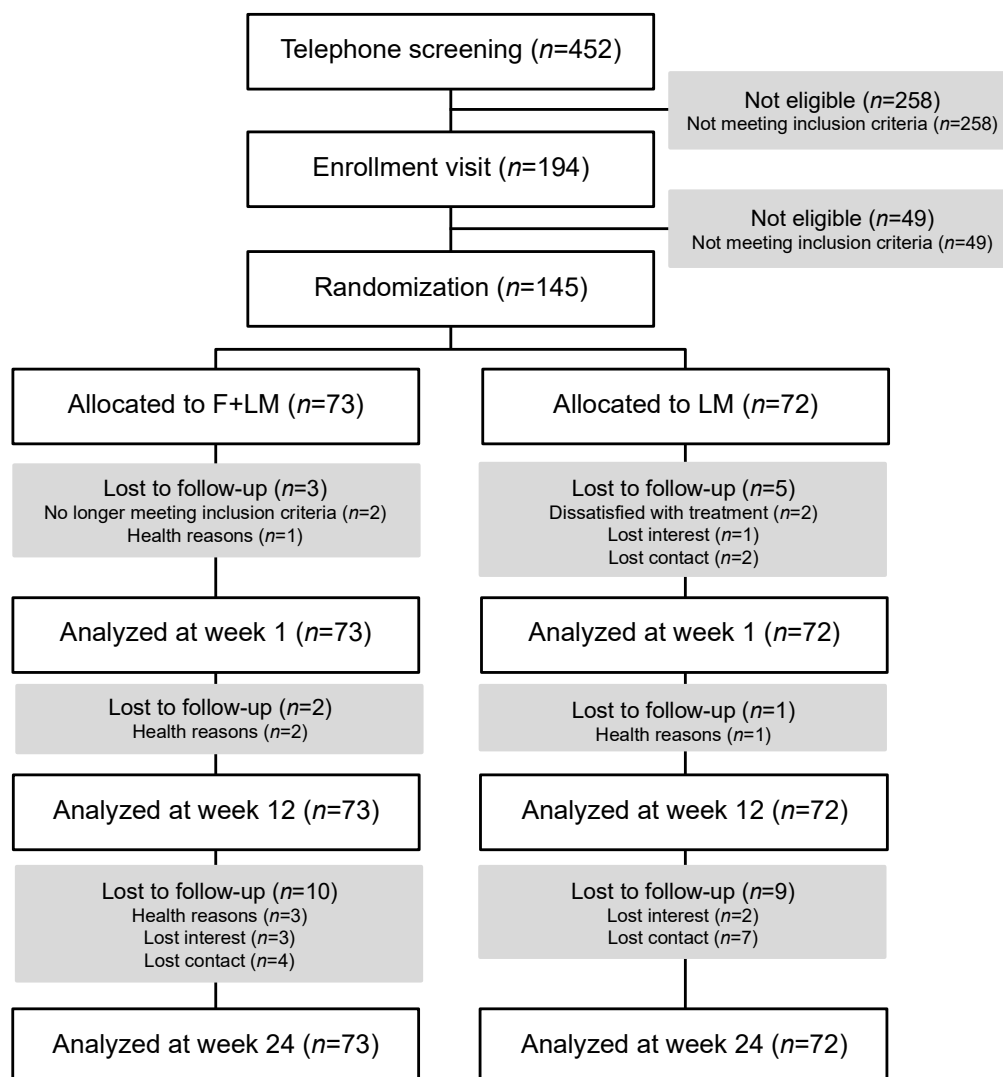 Telephone screening (n=452)
Not eligible (n=258)
Not meeting inclusion criteria (n=258)
Enrollment visit (n=194)
Not eligible (n=49)
Not meeting inclusion criteria (n=49)
Randomization (n=145)
Allocated to F+LM (n=73)
Allocated to LM (n=72)
Lost to follow-up (n=3)
No longer meeting inclusion criteria (n=2)
Health reasons (n=1)
Lost to follow-up (n=5)
Dissatisfied with treatment (n=2)
Lost interest (n=1)
Lost contact (n=2)
Analyzed at week 1 (n=73)
Analyzed at week 1 (n=72)
Lost to follow-up (n=2)
Health reasons (n=2)
Lost to follow-up (n=1)
Health reasons (n=1)
Analyzed at week 12 (n=73)
Analyzed at week 12 (n=72)
Lost to follow-up (n=10)
Health reasons (n=3)
Lost interest (n=3)
Lost contact (n=4)
Lost to follow-up (n=9)
Lost interest (n=2)
Lost contact (n=7)
Analyzed at week 24 (n=73)
Analyzed at week 24 (n=72)